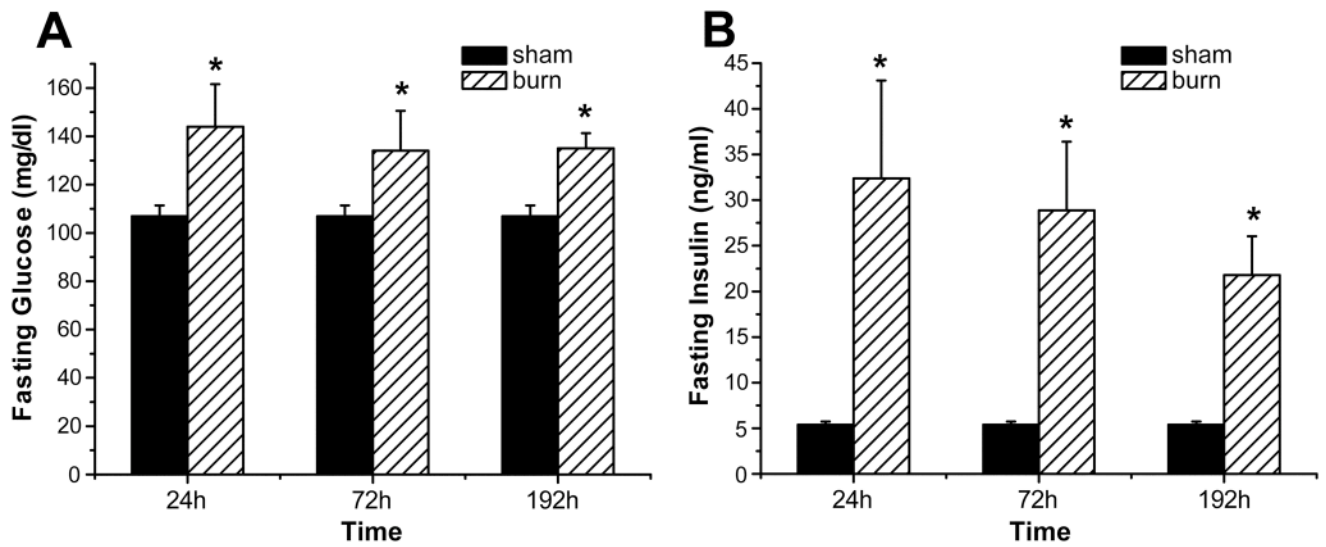 A
sham
burn
Fasting Glucose (mg/dl)
160
140
120
100
80
60
40
20
0
*
*
*
24h
72h
192h
Time
B
sham
burn
Fasting Insulin (ng/ml)
45
40
35
30
25
22
15
10
5
0
*
*
*
24h
72h
192h
Time